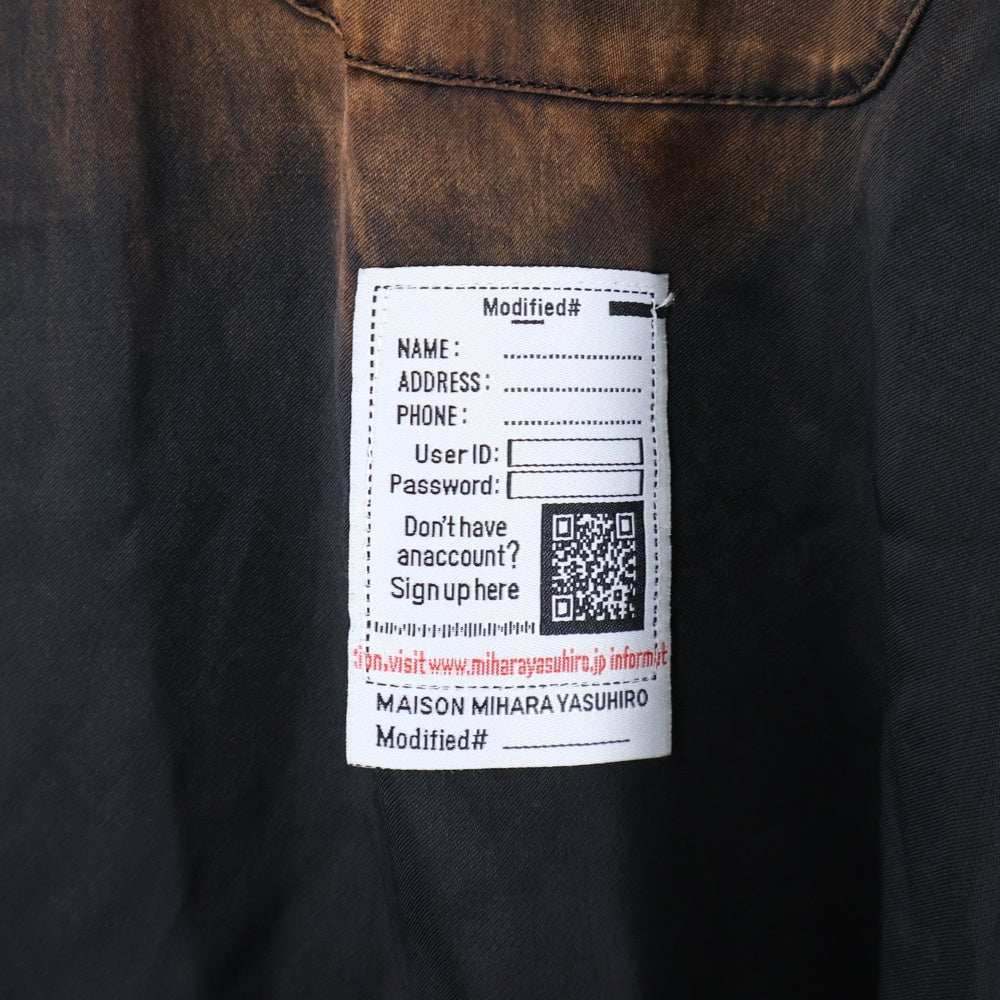 Modified#
NAME:
ADDRESS:
PHONE:
User ID:
Password:
Don't have
anaccount?
Sign up here
ion.visit www.miharayasuhiro.jp informat
MAISON MIHARA YASUHIRO
Modified#